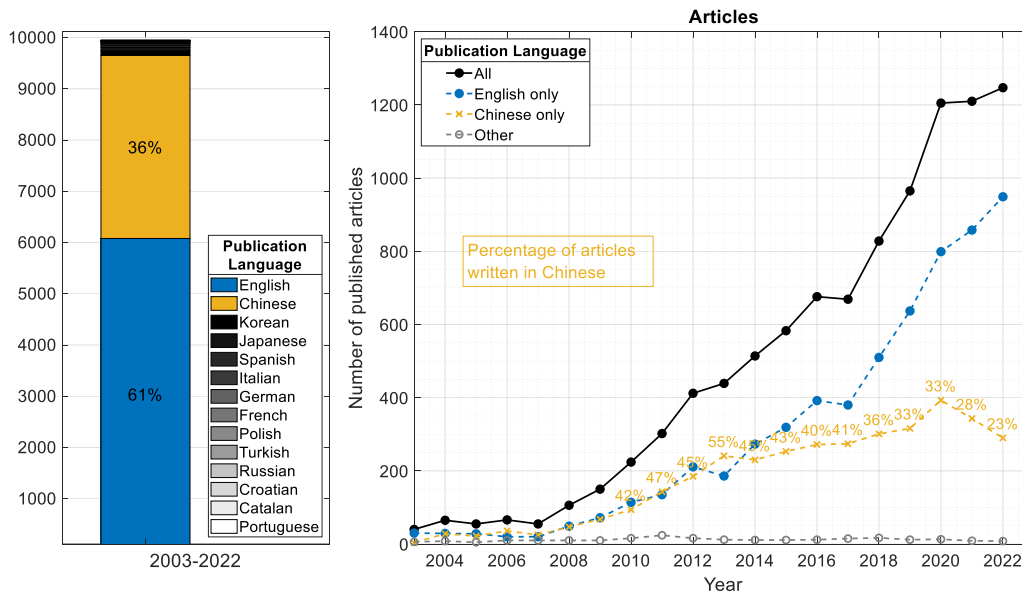 10000
9000
8000
7000
6000
5000
4000
3000
2000
1000
36%
61%
2003-2022
Publication
Language
English
Chinese
Korean
Japanese
Spanish
Italian
German
French
Polish
Turkish
Russian
Croatian
Catalan
Portuguese
Articles
1400
1200
1000
800
600
400
200
0
Number of published articles
Publication Language
All
English only
Chinese only
Other
Percentage of articles
written in Chinese
42%
47%
45%
55%
43%
40%
41%
36%
33%
33%
28%
23%
2004
2006
2008
2010
2012
2014
2016
2018
2020
2022
Year